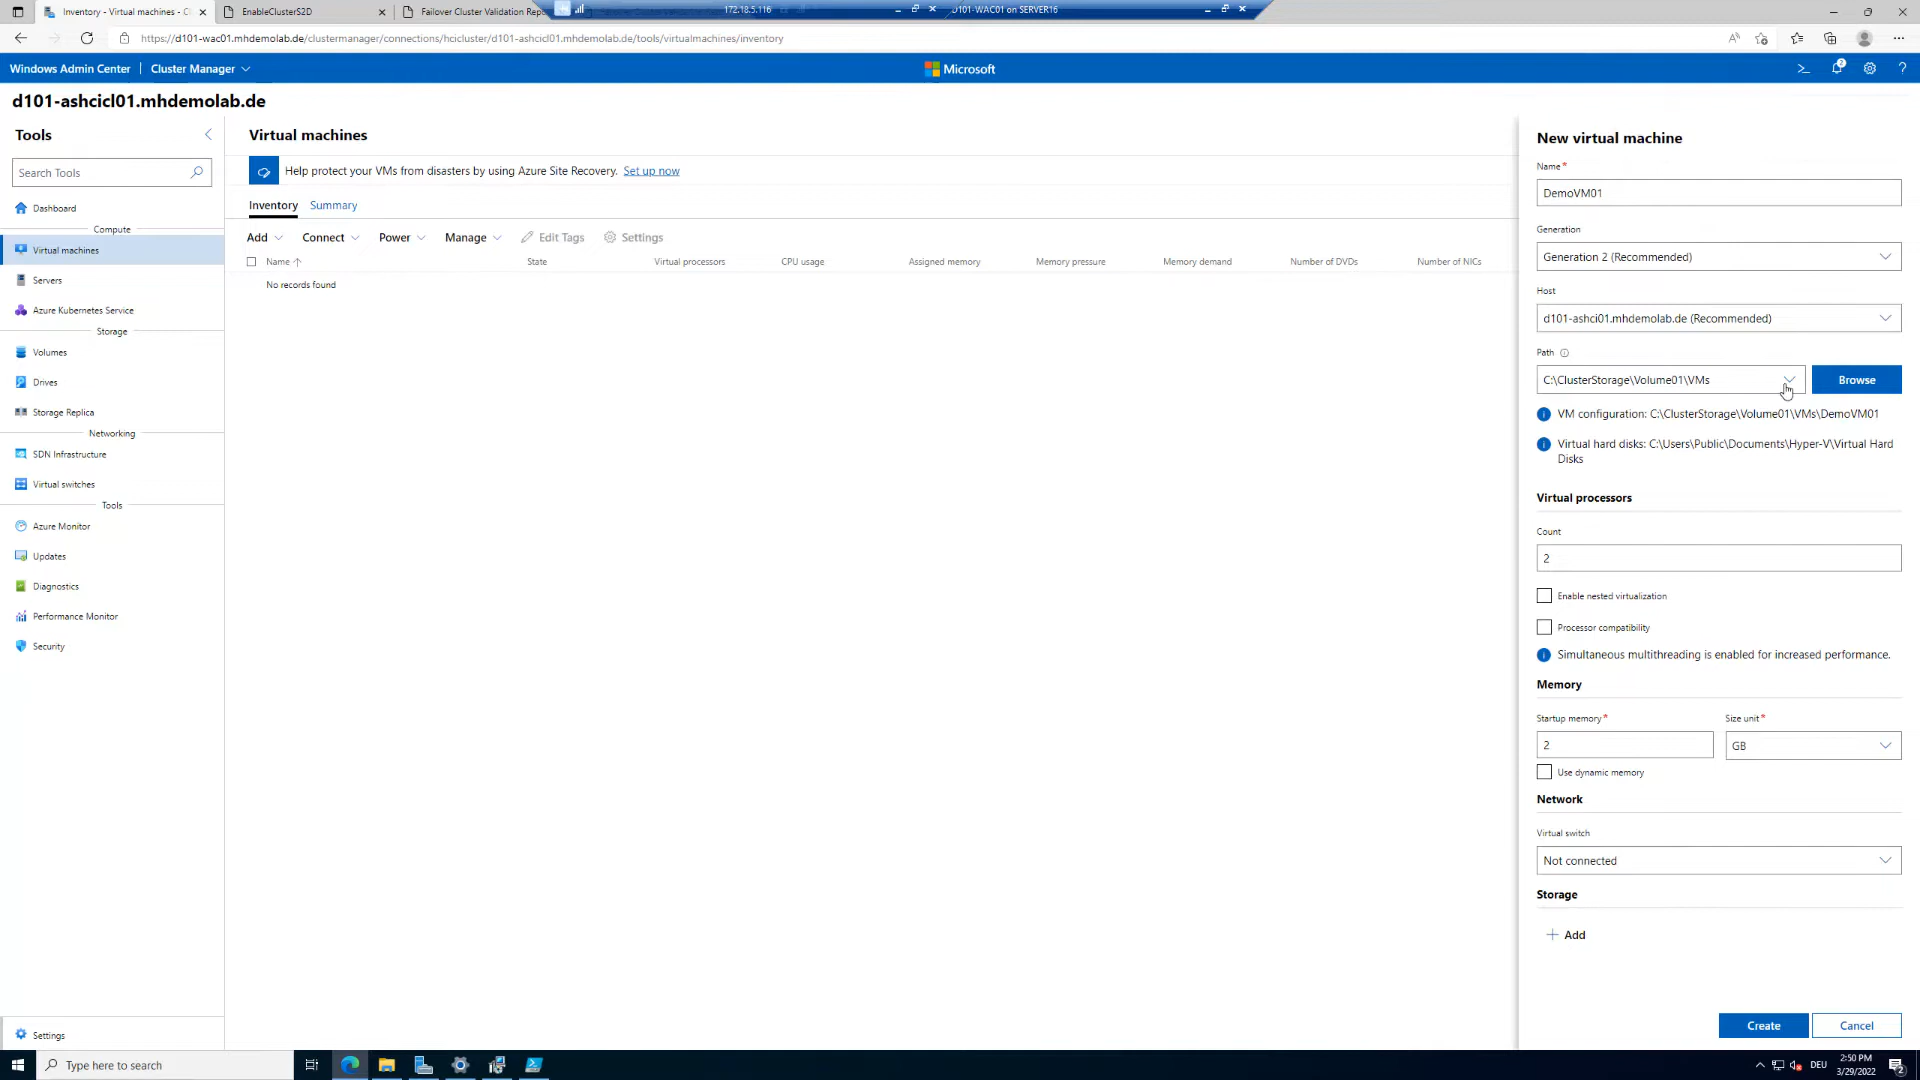 Inventory - Virtual machines - C
EnableClusterS2D
Failover Cluster Validation Repo
172.18.5.116
D101-WAC01 on SERVER16
https://d101-wac01.mhdemolab.de/clustermanager/connections/hcicluster/d101-ashcicl01.mhdemolab.de/tools/virtualmachines/inventory
Windows Admin Center
Cluster Manager
Microsoft
2
d101-ashcicl01.mhdemolab.de
Tools
Search Tools
Dashboard
Compute
Virtual machines
Servers
Azure Kubernetes Service
Storage
Volumes
Drives
Storage Replica
Networking
SDN Infrastructure
Virtual switches
Tools
Azure Monitor
Updates
Diagnostics
Performance Monitor
Security
Settings
Virtual machines
Help protect your VMs from disasters by using Azure Site Recovery. Set up now
Inventory Summary
Add Connect Power Manage Edit Tags Settings
Name State Virtual processors CPU usage Assigned memory Memory pressure Memory demand Number of DVDs Number of NICs
No records found
New virtual machine
Name *
DemoVM01
Generation
Generation 2 (Recommended)
Host
d101-ashci01.mhdemolab.de (Recommended)
Path
C:\ClusterStorage\Volume01\VMs
Browse
VM configuration: C:\ClusterStorage\Volume01\VMs\DemoVM01
Virtual hard disks: C:\Users\Public\Documents\Hyper-V\Virtual Hard
Disks
Virtual processors
Count
2
Enable nested virtualization
Processor compatibility
Simultaneous multithreading is enabled for increased performance.
Memory
Startup memory * Size unit *
2 GB
Use dynamic memory
Network
Virtual switch
Not connected
Storage
+ Add
Create Cancel
Type here to search
DEU
2:50 PM
3/29/2022
2